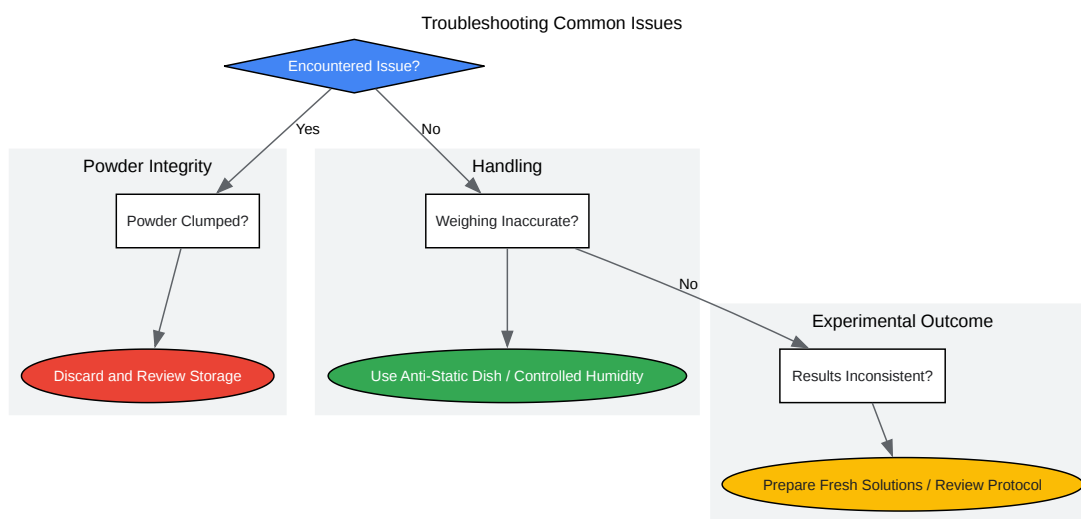 Troubleshooting Common Issues
Encountered Issue?
Yes
No
Powder Integrity
Handling
Powder Clumped?
Weighing Inaccurate?
No
Experimental Outcome
Discard and Review Storage
Use Anti-Static Dish / Controlled Humidity
Results Inconsistent?
Prepare Fresh Solutions / Review Protocol